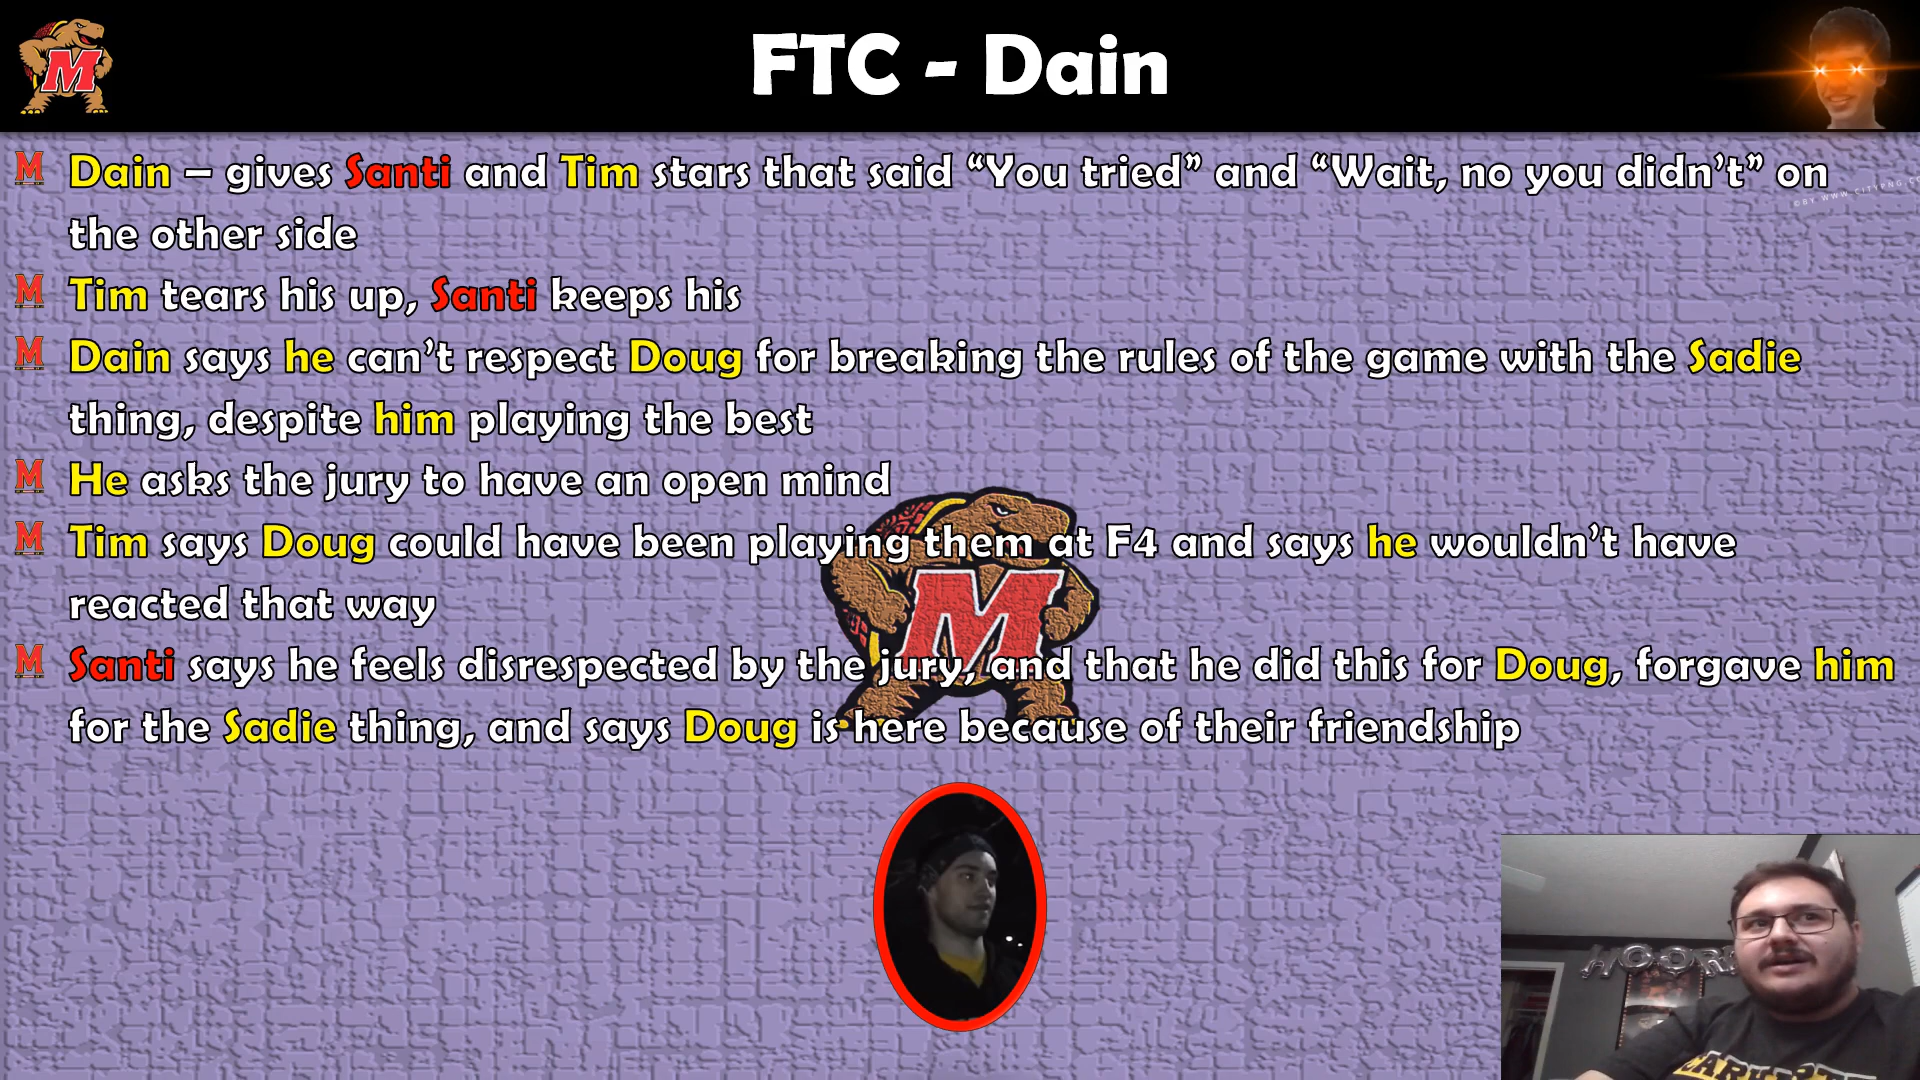 FTC - Dain
Dain – gives Santi and Tim stars that said “You tried” and “Wait, no you didn’t” on
the other side
©BY WWW.CITYPNG.CO
Tim tears his up, Santi keeps his
Dain says he can’t respect Doug for breaking the rules of the game with the Sadie
thing, despite him playing the best
He asks the jury to have an open mind
Tim says Doug could have been playing them at F4 and says he wouldn’t have
reacted that way
Santi says he feels disrespected by the jury, and that he did this for Doug, forgave him
for the Sadie thing, and says Doug is here because of their friendship
M